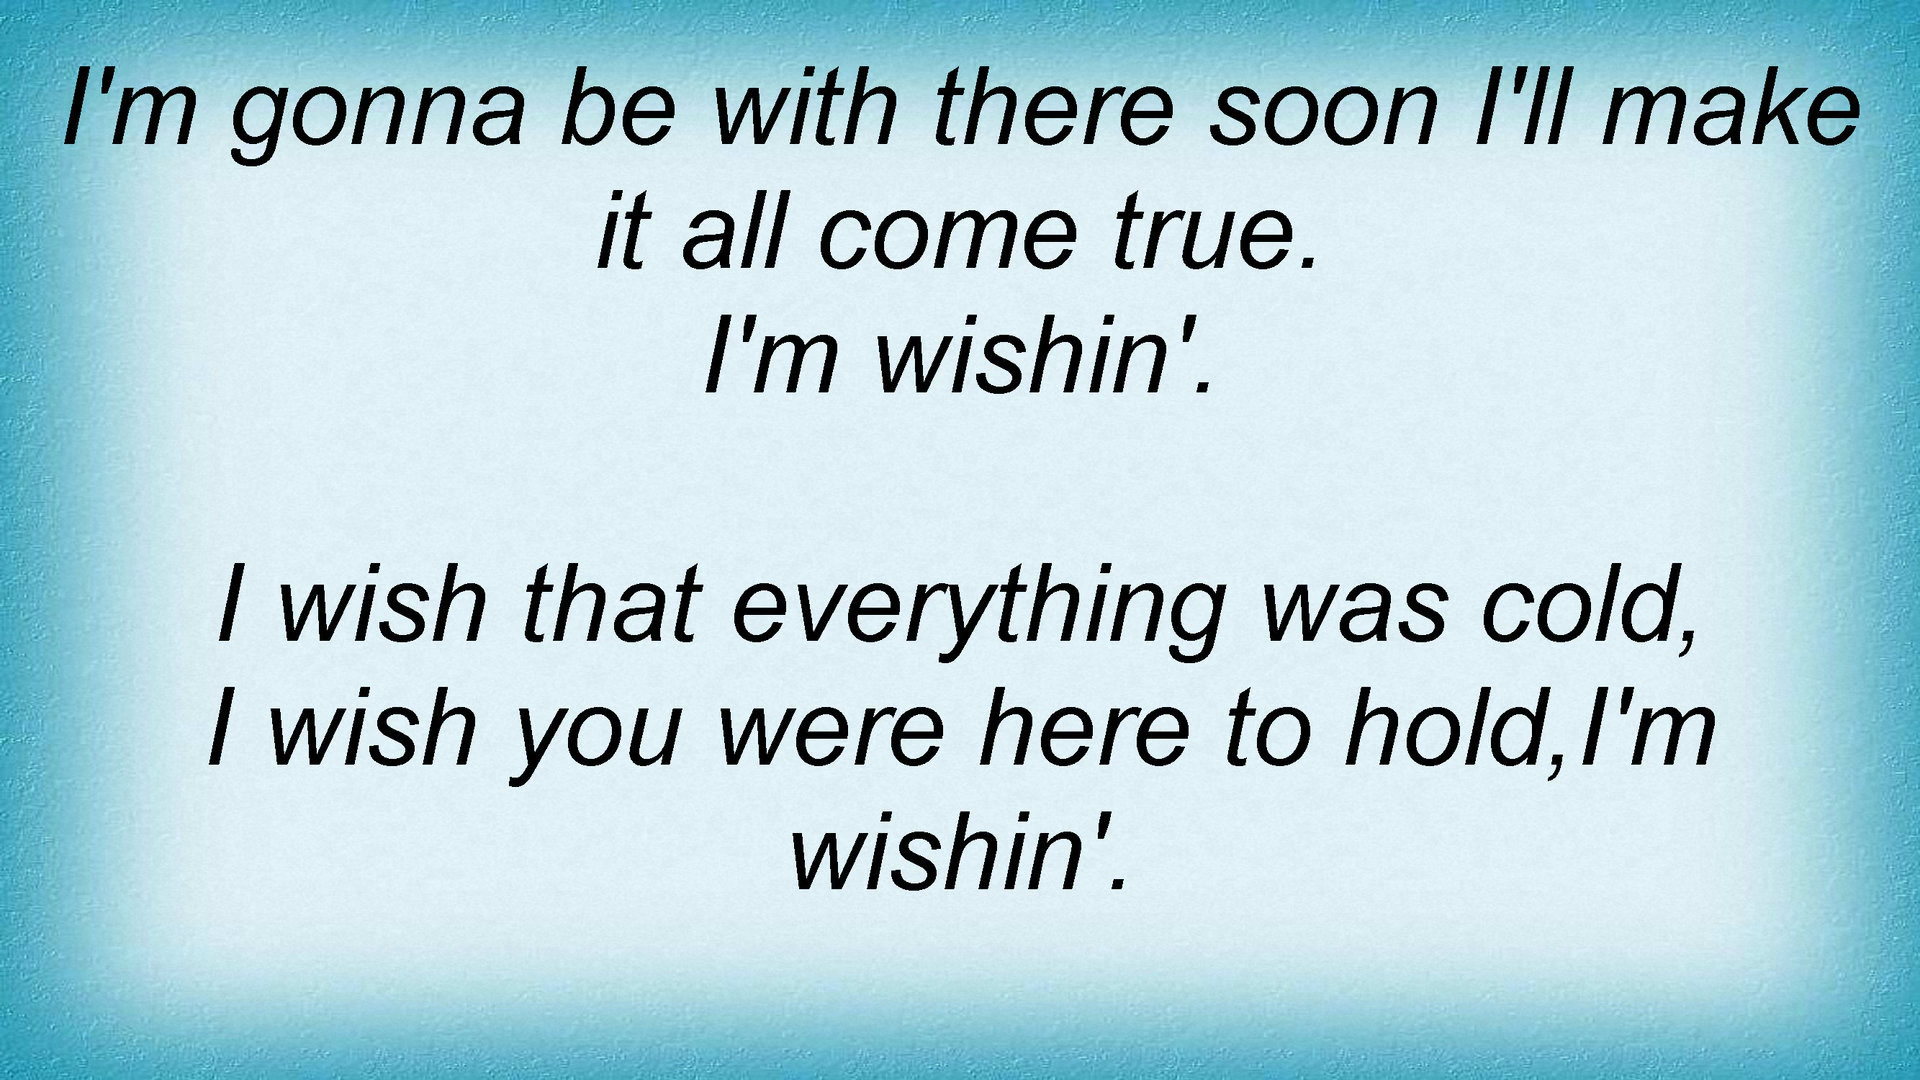 I'm gonna be with there soon I'll make
it all come true.
I'm wishin'.
I wish that everything was cold,
I wish you were here to hold,I'm
wishin'.